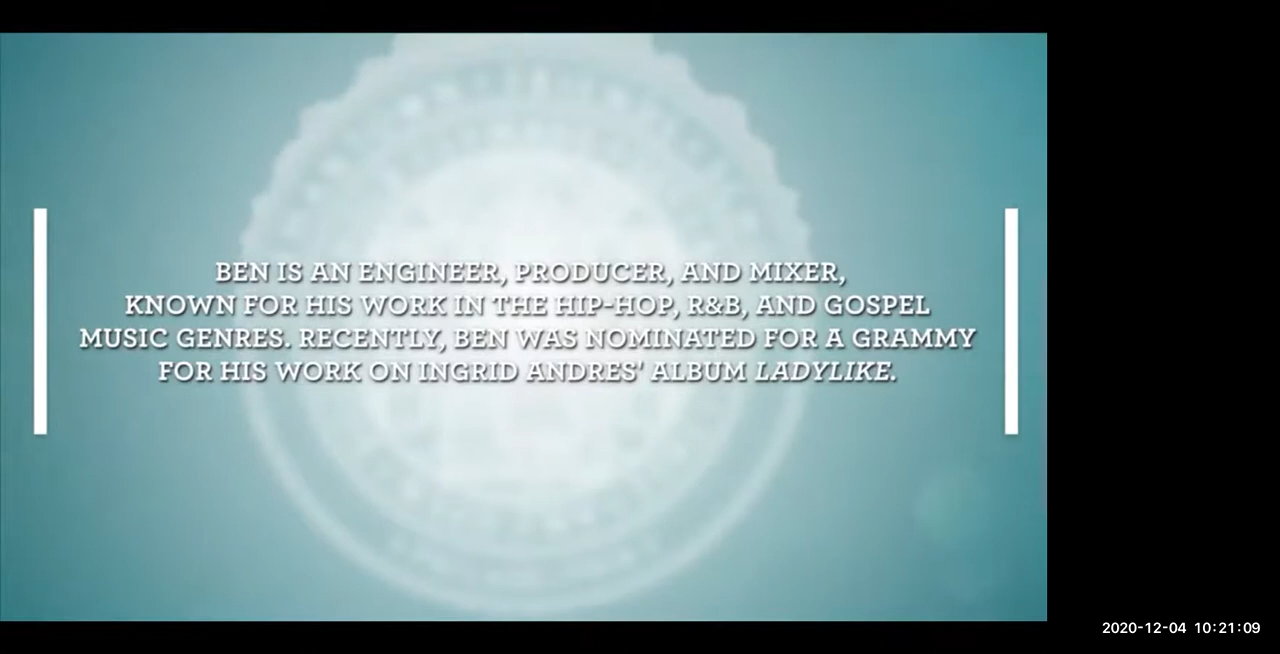 BEN IS AN ENGINEER, PRODUCER, AND MIXER,
KNOWN FOR HIS WORK IN THE HIP-HOP, R&B, AND GOSPEL
MUSIC GENRES. RECENTLY, BEN WAS NOMINATED FOR A GRAMMY
FOR HIS WORK ON INGRID ANDRES' ALBUM LADYLIKE.
2020-12-04 10:21:09